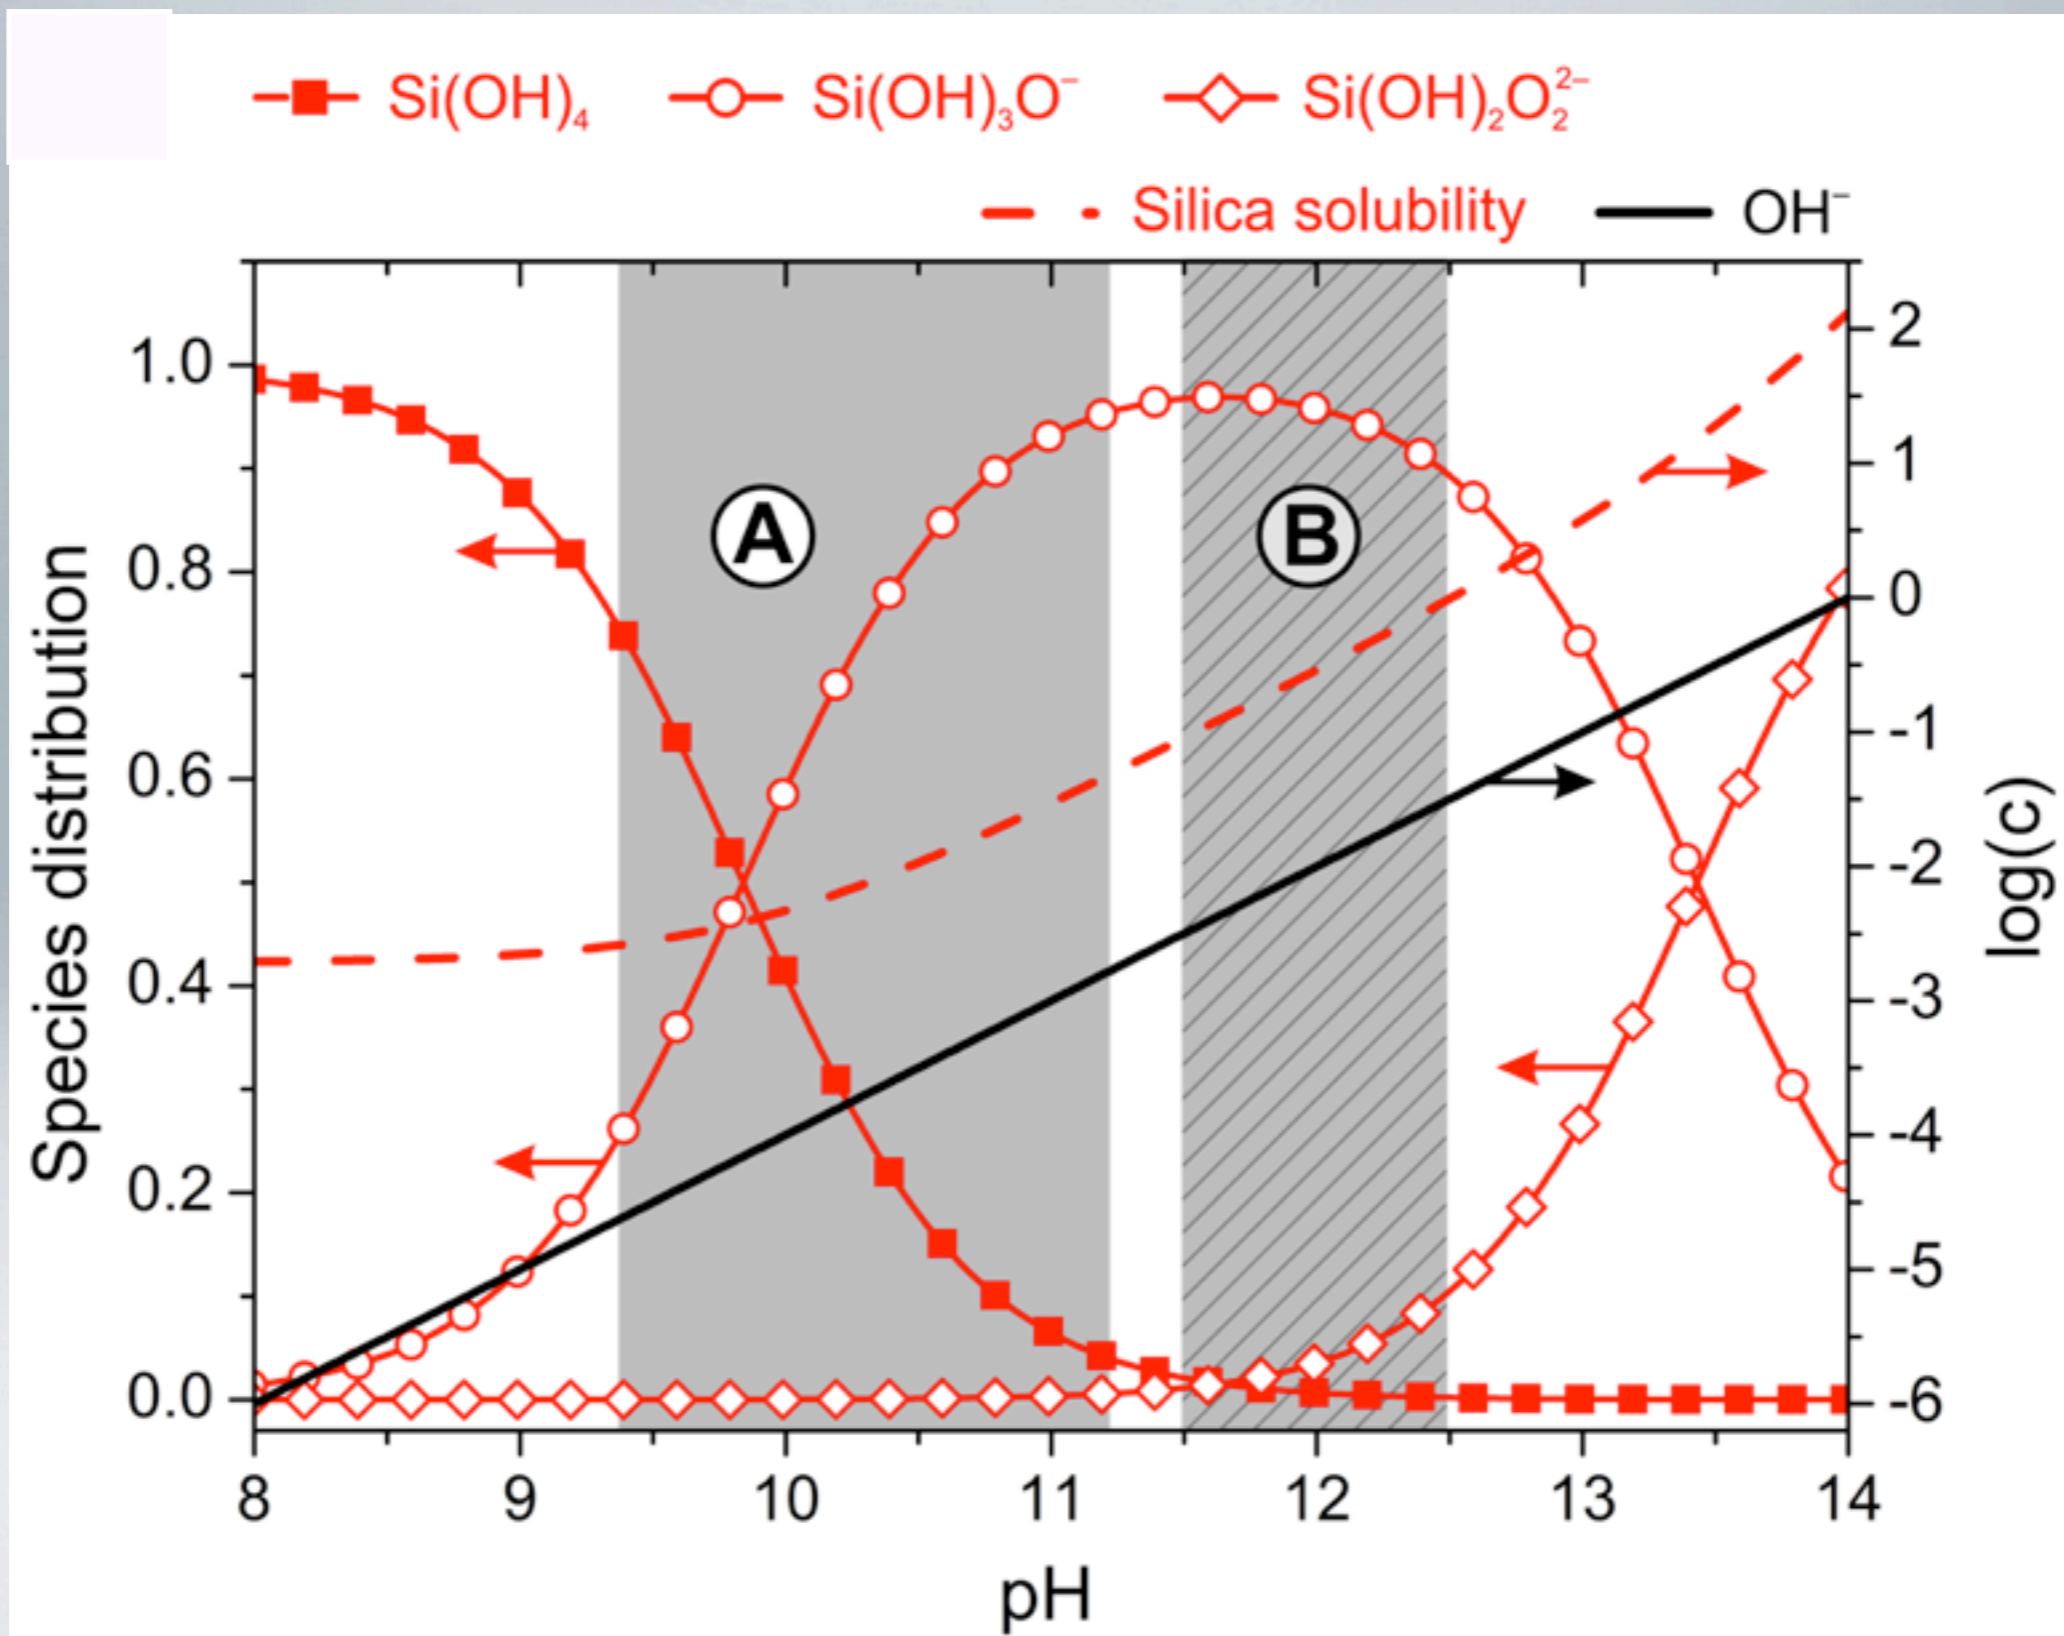 Si(OH)₄ Si(OH)₃O⁻ Si(OH)₂O₂²⁻
Silica solubility OH⁻
Species distribution
1.0
0.8
0.6
0.4
0.2
0.0
A
B
2
1
0
-1
-2
-3
-4
-5
-6
log(c)
8 9 10 11 12 13 14
pH